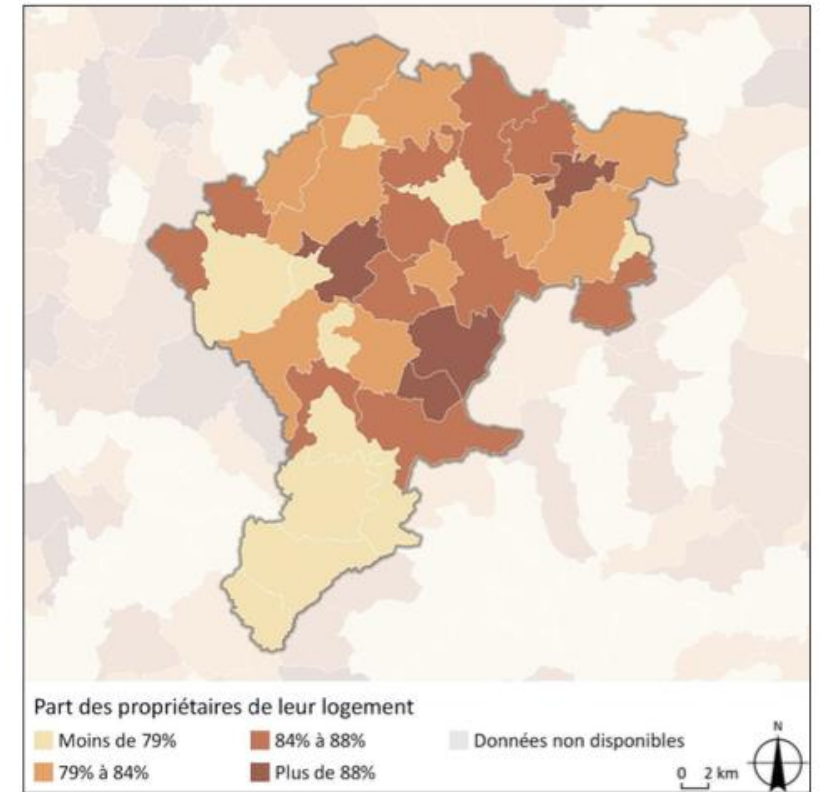 Part des propriétaires de leur logement
Moins de 79%
84% à 88%
Données non disponibles
79% à 84%
Plus de 88%
N
0 2 km